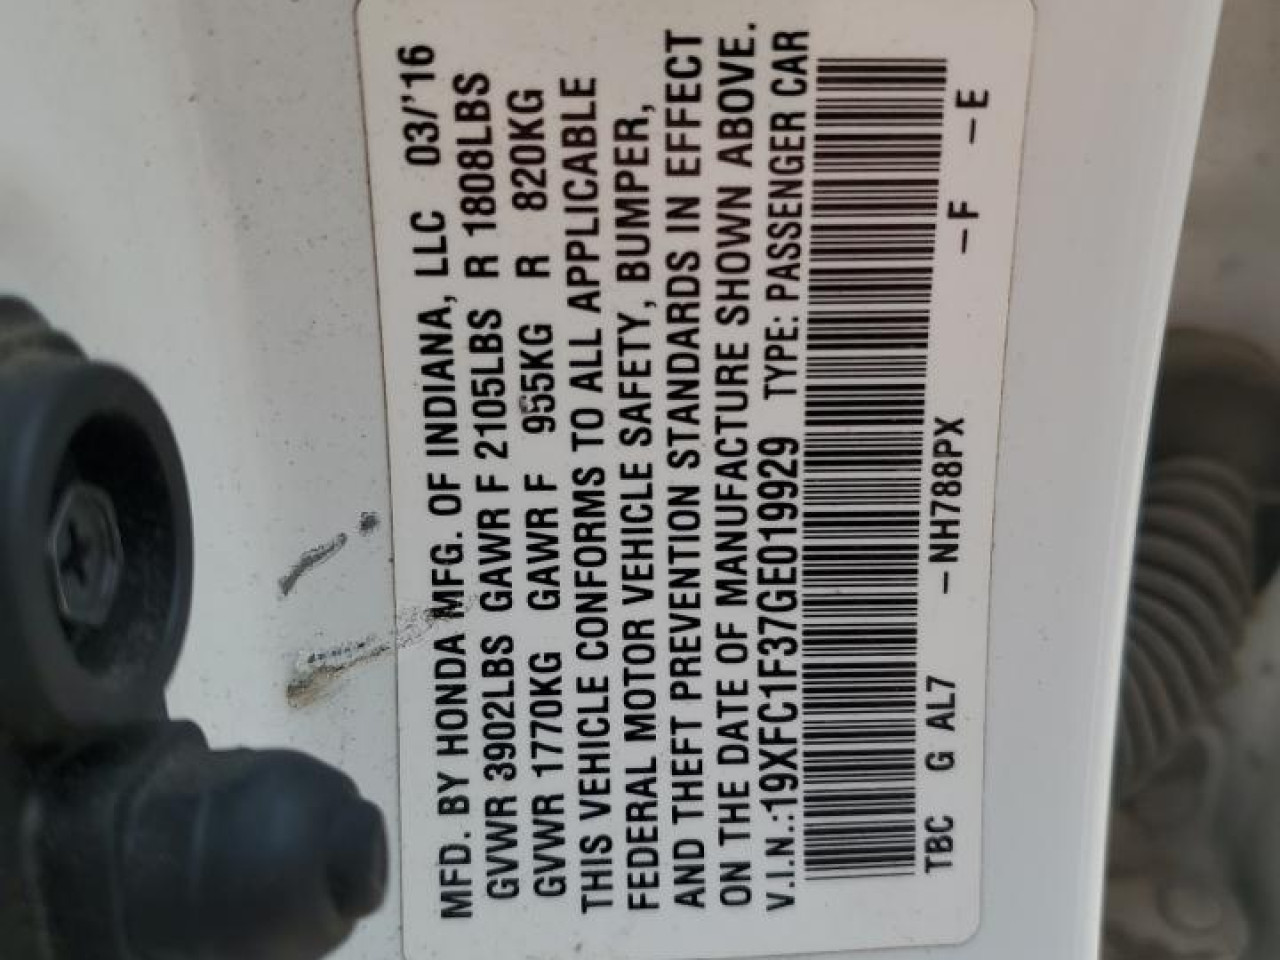 MFD. BY HONDA MFG. OF INDIANA, LLC 03/'16
GVWR 3902LBS GAWR F 2105LBS R 1808LBS
GVWR 1770KG GAWR F 955KG R 820KG
THIS VEHICLE CONFORMS TO ALL APPLICABLE
FEDERAL MOTOR VEHICLE SAFETY, BUMPER,
AND THEFT PREVENTION STANDARDS IN EFFECT
ON THE DATE OF MANUFACTURE SHOWN ABOVE.
V.I.N.:19XFC1F37GE019929 TYPE: PASSENGER CAR
TBC G AL7 -NH788PX -F -E